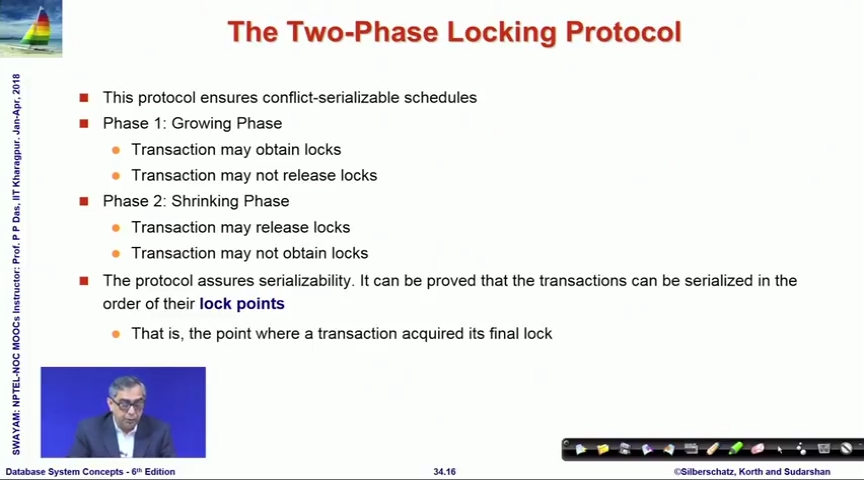 The Two-Phase Locking Protocol
This protocol ensures conflict-serializable schedules
Phase 1: Growing Phase
Transaction may obtain locks
Transaction may not release locks
Phase 2: Shrinking Phase
Transaction may release locks
Transaction may not obtain locks
The protocol assures serializability. It can be proved that the transactions can be serialized in the
order of their lock points
That is, the point where a transaction acquired its final lock
SWAYAM: NPTEL-NOC MOOCs Instructor: Prof. P P Das, IIT Kharagpur. Jan-Apr, 2018
Database System Concepts - 6th Edition
34.16
©Silberschatz, Korth and Sudarshan